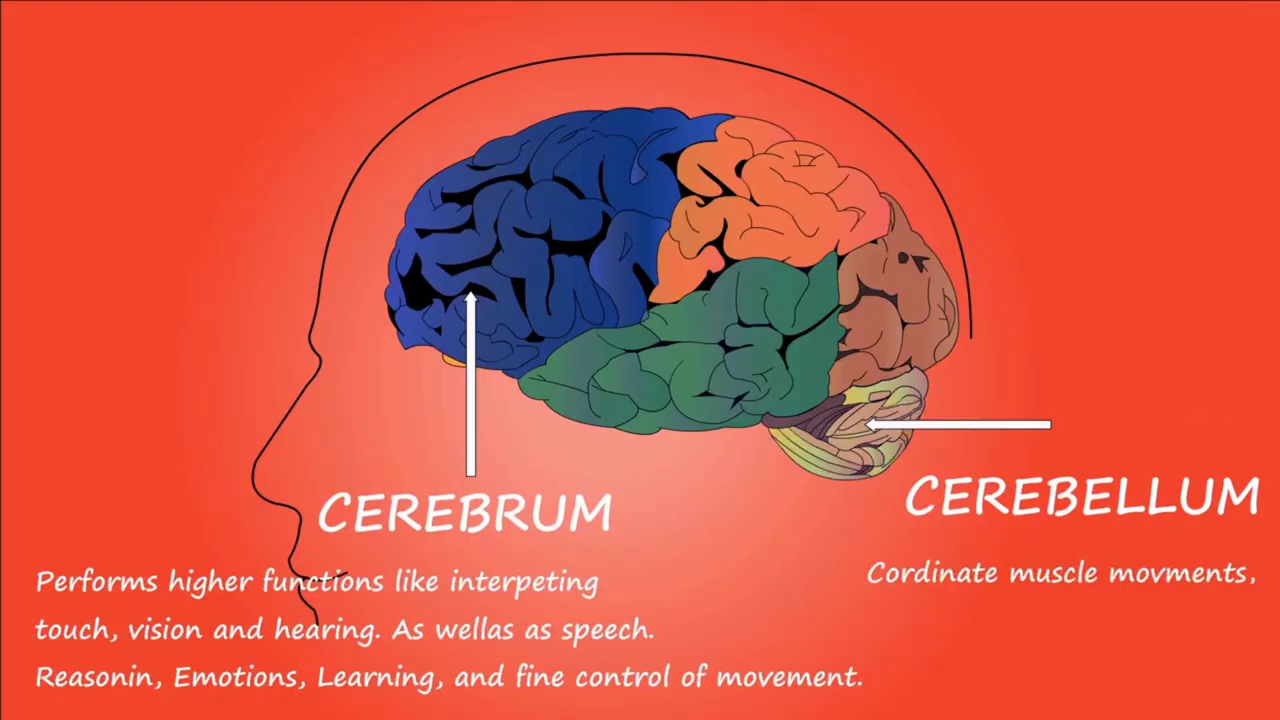 CEREBRUM
Performs higher functions like interpeting
touch, vision and hearing. As wellas as speech.
Reasonin, Emotions, Learning, and fine control of movement.
CEREBELLUM
Cordinate muscle movments,